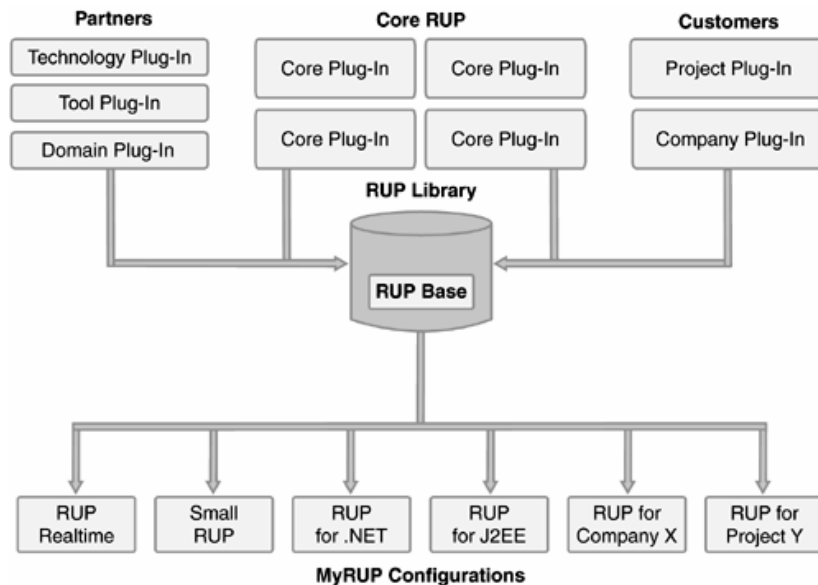 Partners
Core RUP
Customers
Technology Plug-In
Core Plug-In
Core Plug-In
Project Plug-In
Tool Plug-In
Domain Plug-In
Core Plug-In
Core Plug-In
Company Plug-In
RUP Library
RUP Base
RUP
Realtime
Small
RUP
RUP
for .NET
RUP
for J2EE
RUP for
Company X
RUP for
Project Y
MyRUP Configurations